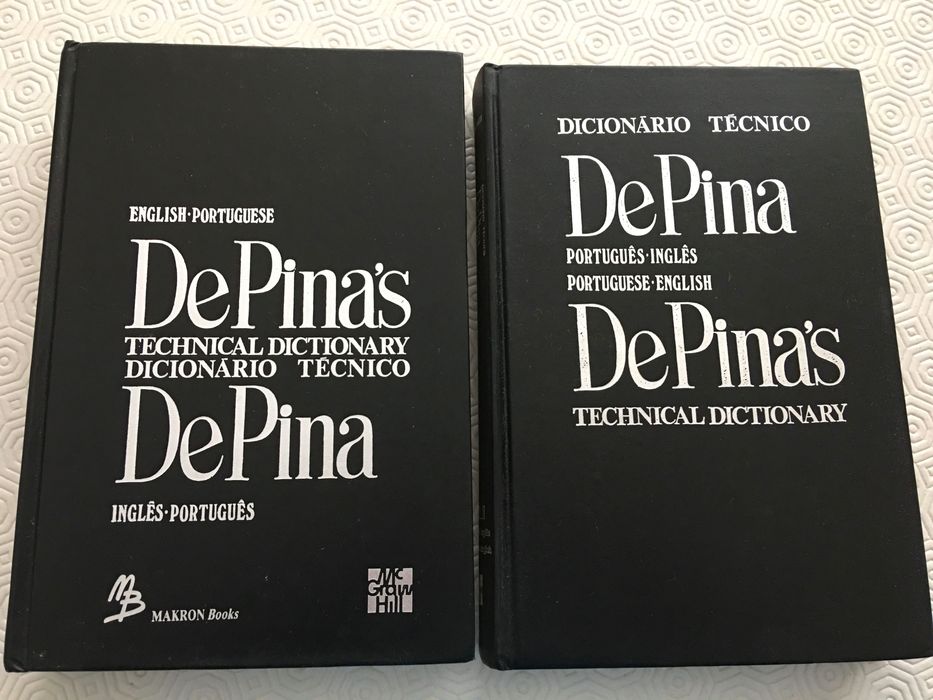 ENGLISH·PORTUGUESE
DePina's
TECHNICAL DICTIONARY
DICIONÁRIO TÉCNICO
DePina
INGLÊS·PORTUGUÊS
MB
MAKRON Books
Mc
Graw
Hill
DICIONÁRIO TÉCNICO
DePina
PORTUGUÊS·INGLÊS
PORTUGUESE·ENGLISH
DePina's
TECHNICAL DICTIONARY